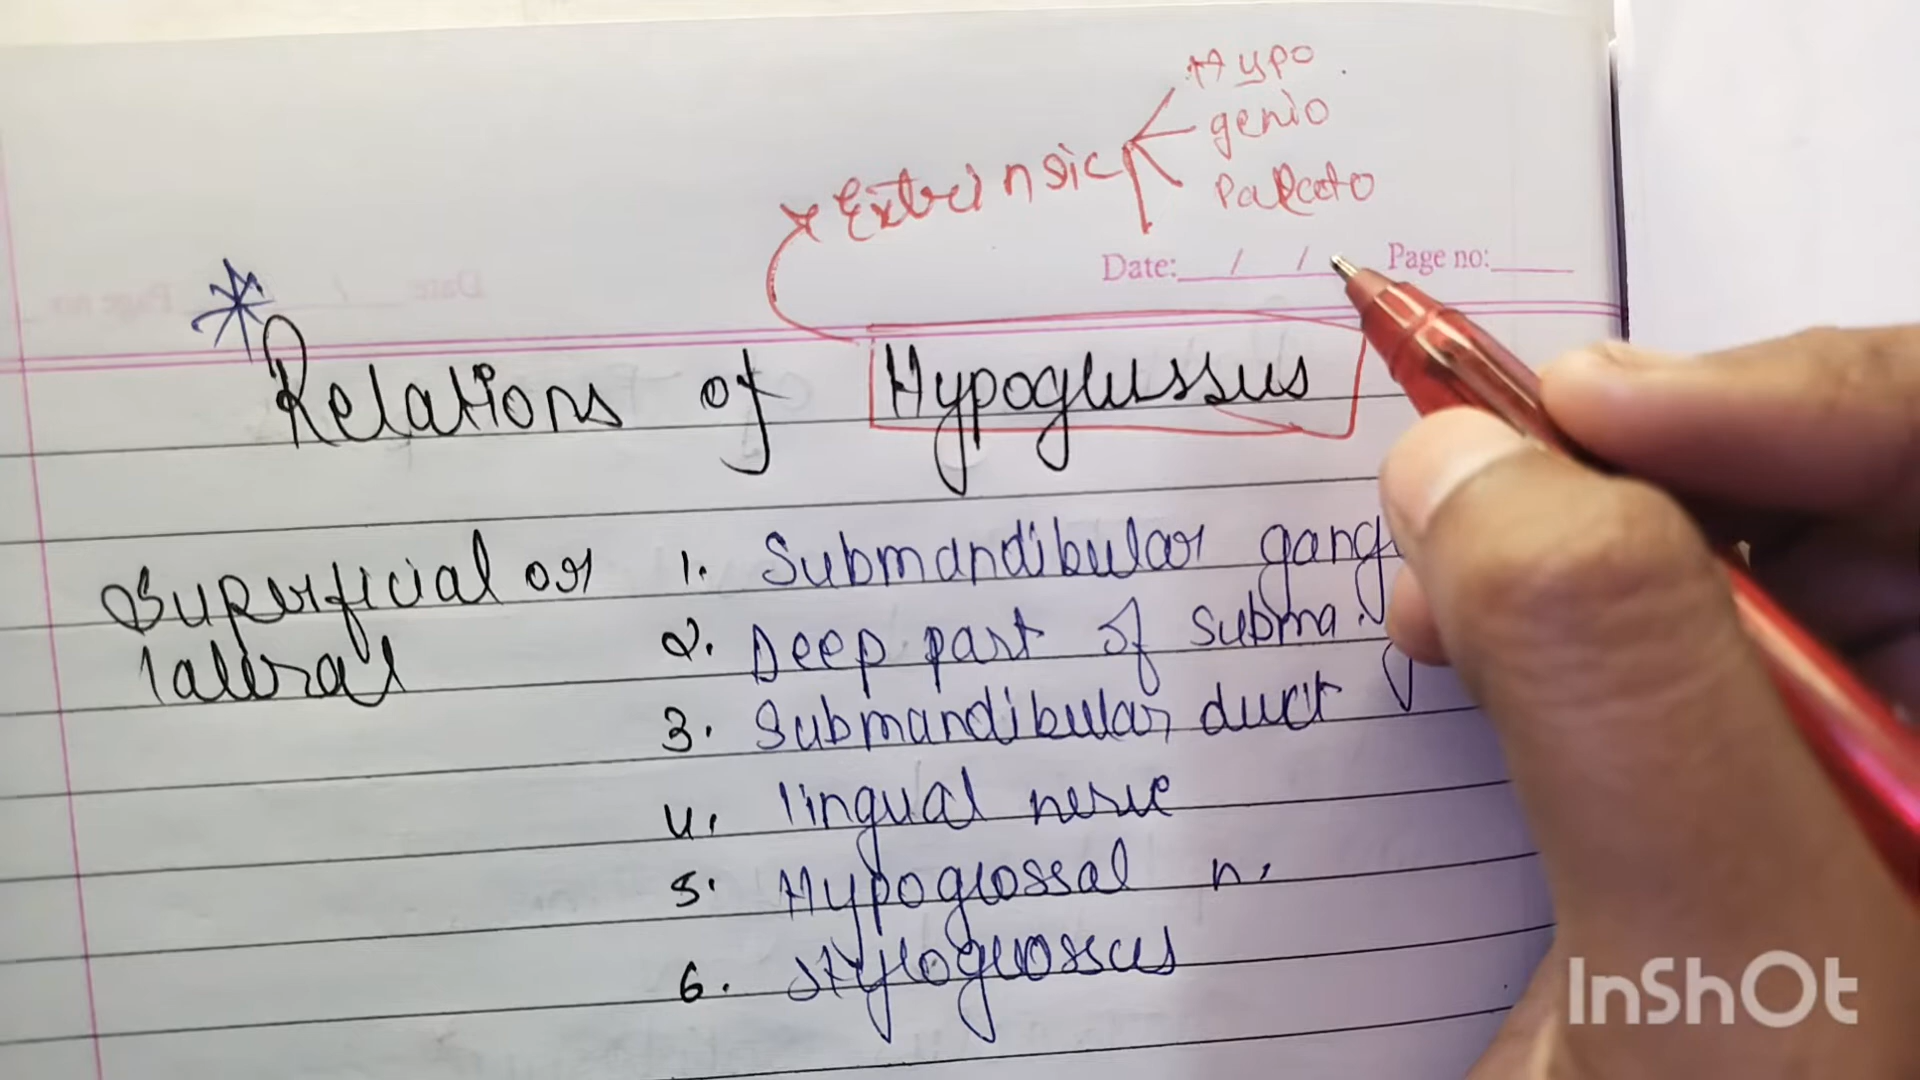 Hypo
genio
* Extrinsic
Palato
Date: / / Page no:
* Relations of Hypoglussus
Superficial or
lateral
1. Submandibular gang
2. Deep part of subma.
3. Submandibular duct
4. lingual nerve
5. Hypoglossal n.
6. styloglossus
InShOt